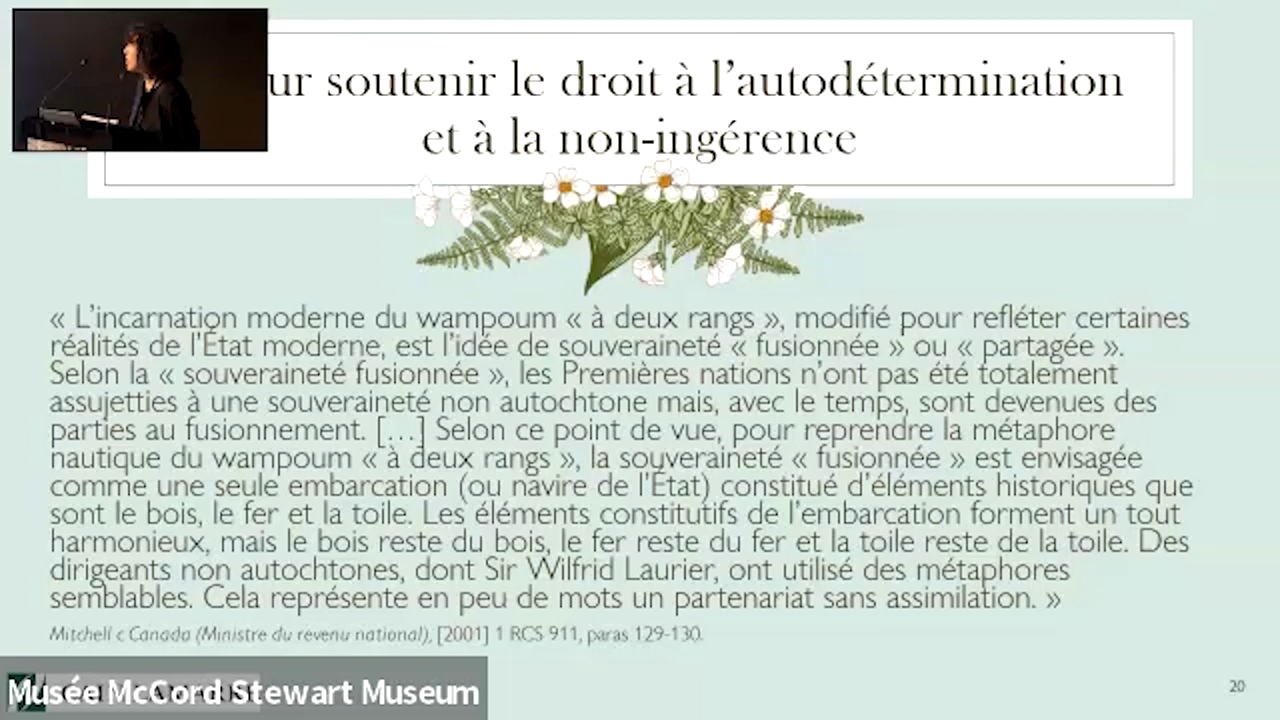 ur soutenir le droit à l'autodétermination
et à la non-ingérence
« L'incarnation moderne du wampoum « à deux rangs », modifié pour refléter certaines
réalités de l'État moderne, est l'idée de souveraineté « fusionnée » ou « partagée ».
Selon la « souveraineté fusionnée », les Premières nations n'ont pas été totalement
assujetties à une souveraineté non autochtone mais, avec le temps, sont devenues des
parties au fusionnement. […] Selon ce point de vue, pour reprendre la métaphore
nautique du wampoum « à deux rangs », la souveraineté « fusionnée » est envisagée
comme une seule embarcation (ou navire de l'État) constitué d'éléments historiques que
sont le bois, le fer et la toile. Les éléments constitutifs de l'embarcation forment un tout
harmonieux, mais le bois reste du bois, le fer reste du fer et la toile reste de la toile. Des
dirigeants non autochtones, dont Sir Wilfrid Laurier, ont utilisé des métaphores
semblables. Cela représente en peu de mots un partenariat sans assimilation. »
Mitchell c Canada (Ministre du revenu national), [2001] 1 RCS 911, paras 129-130.
Musée McCord Stewart Museum
20